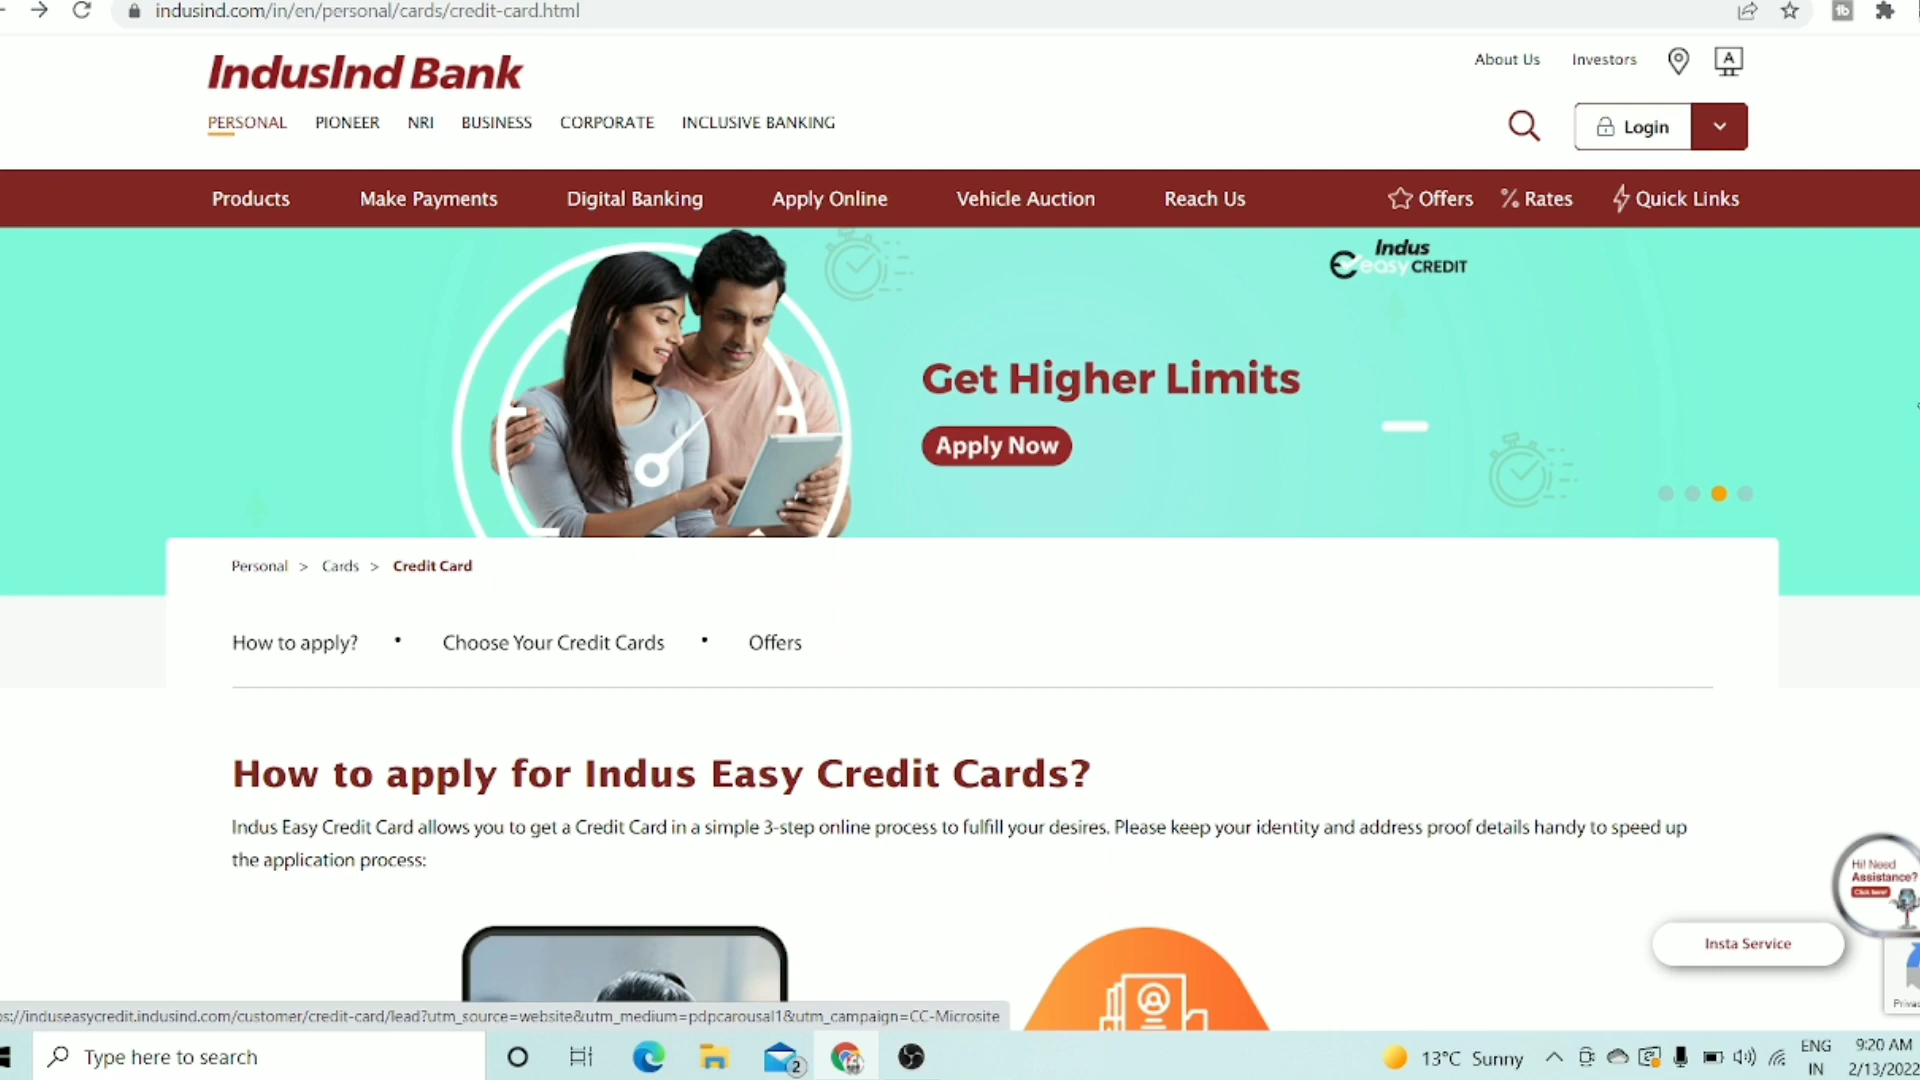 indusind.com/in/en/personal/cards/credit-card.html
IndusInd Bank
About Us Investors
A
PERSONAL PIONEER NRI BUSINESS CORPORATE INCLUSIVE BANKING
Login
Products Make Payments Digital Banking Apply Online Vehicle Auction Reach Us Offers Rates Quick Links
Indus
easy CREDIT
Get Higher Limits
Apply Now
Personal > Cards > Credit Card
How to apply? • Choose Your Credit Cards • Offers
How to apply for Indus Easy Credit Cards?
Indus Easy Credit Card allows you to get a Credit Card in a simple 3-step online process to fulfill your desires. Please keep your identity and address proof details handy to speed up
the application process:
Hi! Need
Assistance?
Click here!
Insta Service
Priva
ps://induseasycredit.indusind.com/customer/credit-card/lead?utm_source=website&utm_medium=pdpcarousal1&utm_campaign=CC-Microsite
Type here to search
2
13°C Sunny
ENG
IN
9:20 AM
2/13/2022